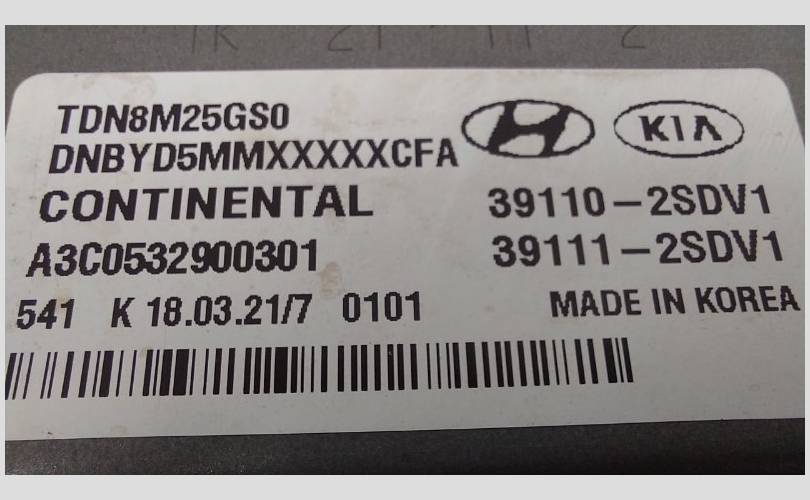 TDN8M25GS0
DNBYD5MMXXXXXCFA
KIA
CONTINENTAL 39110-2SDV1
A3C0532900301 39111-2SDV1
541 K 18.03.21/7 0101 MADE IN KOREA